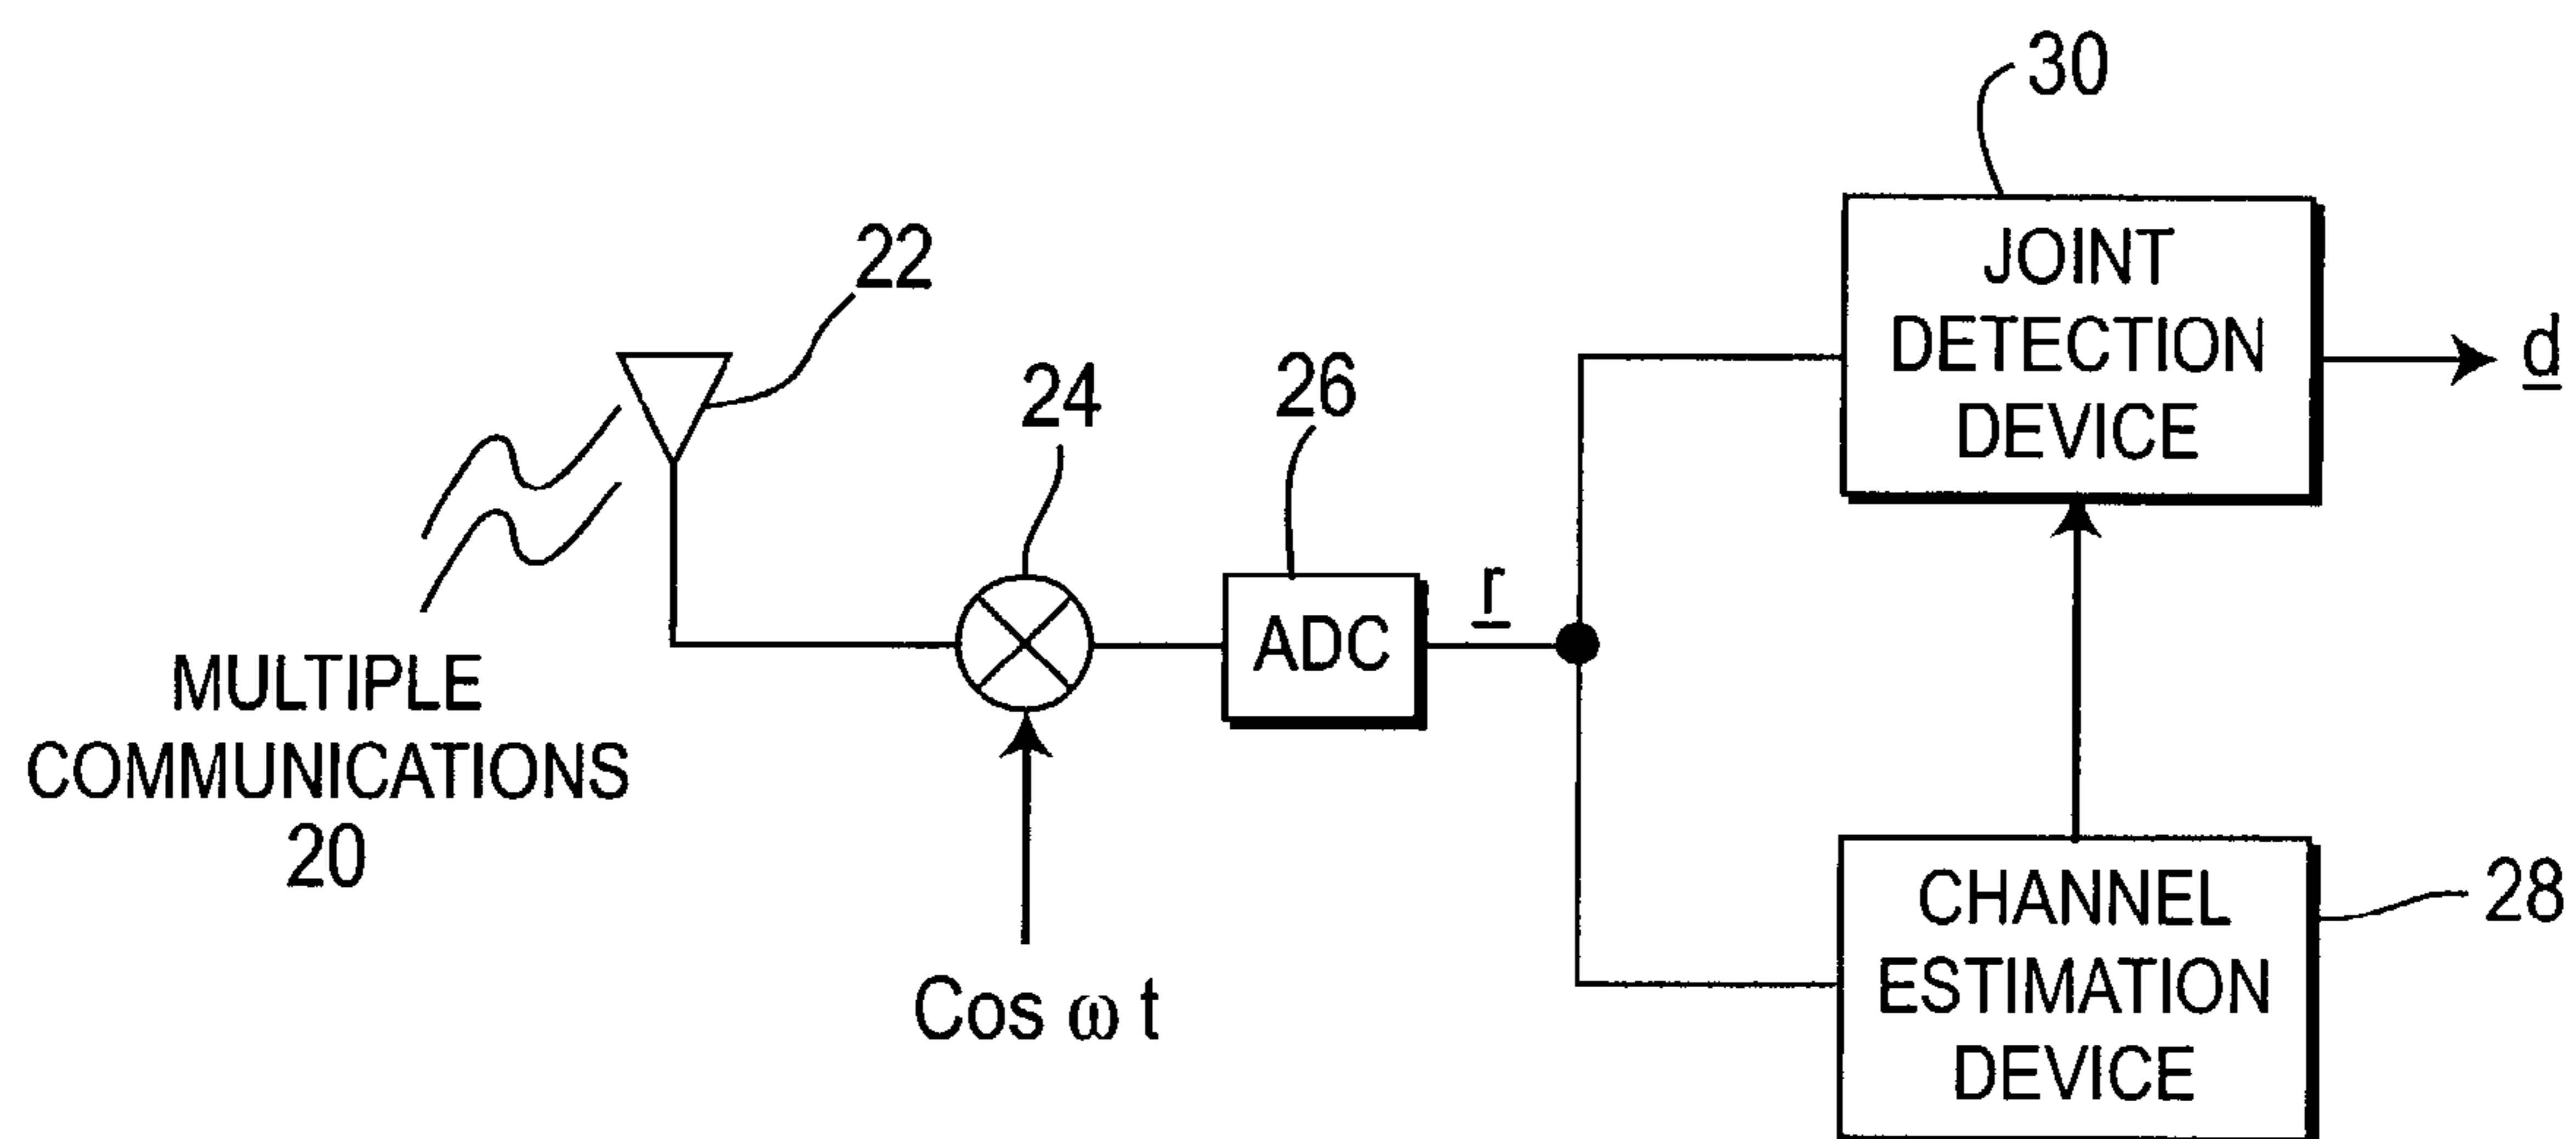 30
JOINT
DETECTION
DEVICE
d
22
24
26
ADC
r
MULTIPLE
COMMUNICATIONS
20
Cos ω t
CHANNEL
ESTIMATION
DEVICE
28